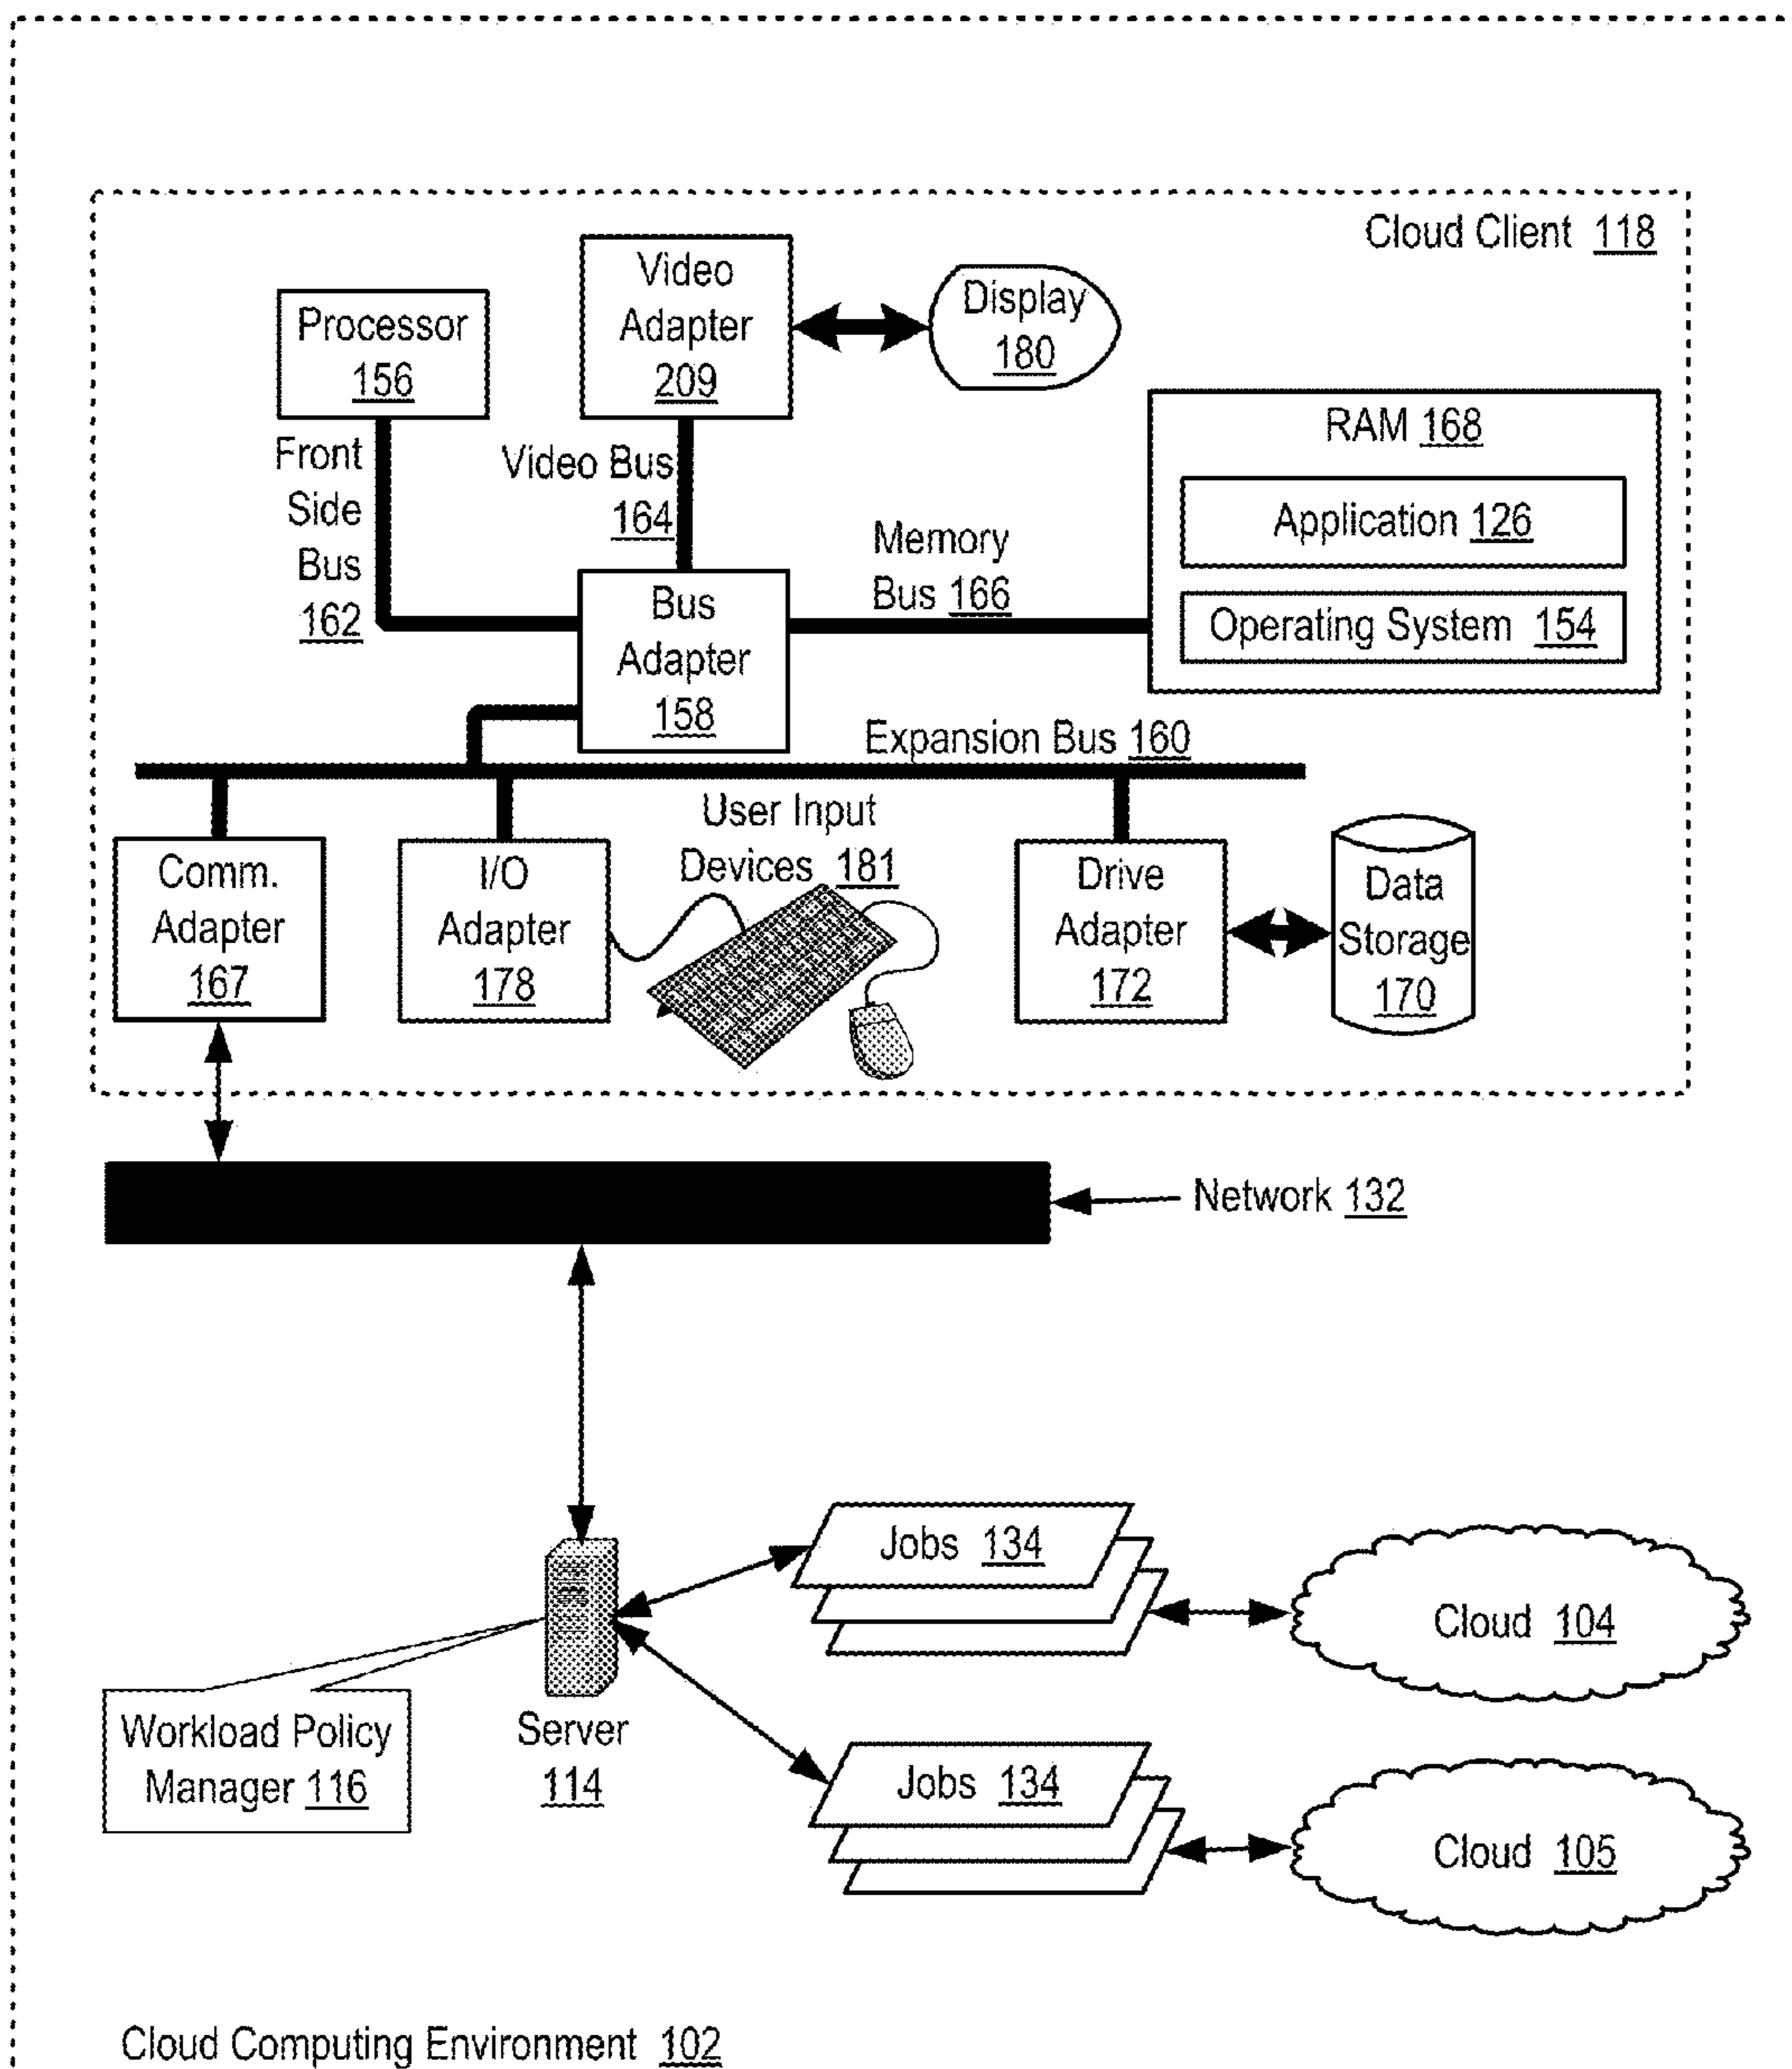 Cloud Client 118
Processor
156
Video
Adapter
209
Display
180
Front
Side
Bus
162
Video Bus
164
RAM 168
Application 126
Operating System 154
Memory
Bus 166
Bus
Adapter
158
Expansion Bus 160
Comm.
Adapter
167
I/O
Adapter
178
User Input
Devices 181
Drive
Adapter
172
Data
Storage
170
Network 132
Jobs 134
Cloud 104
Workload Policy
Manager 116
Server
114
Jobs 134
Cloud 105
Cloud Computing Environment 102